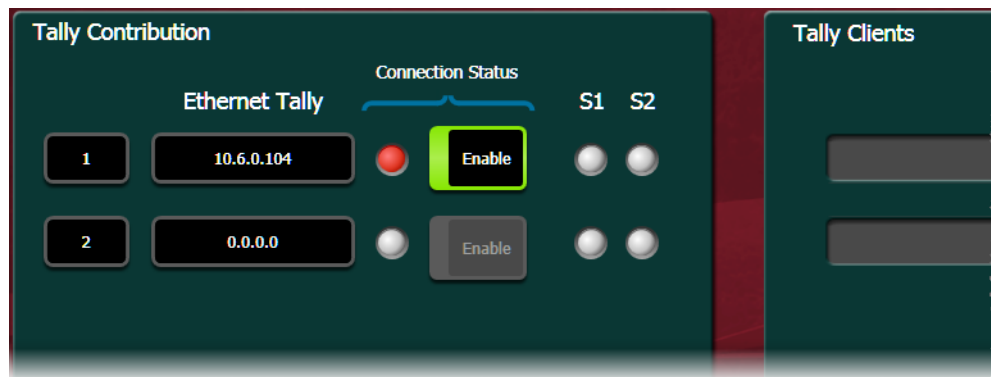 Tally Contribution
Tally Clients
Connection Status
Ethernet Tally
S1 S2
1 10.6.0.104 Enable
2 0.0.0.0 Enable